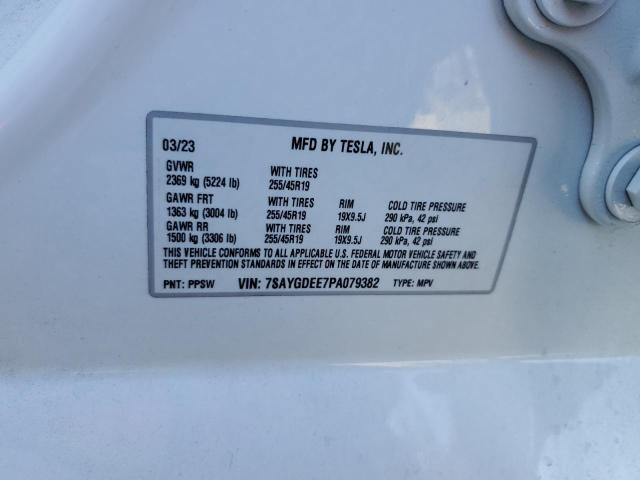 03/23 MFD BY TESLA, INC.
GVWR WITH TIRES
2369 kg (5224 lb) 255/45R19
GAWR FRT WITH TIRES RIM COLD TIRE PRESSURE
1363 kg (3004 lb) 255/45R19 19X9.5J 290 kPa, 42 psi
GAWR RR WITH TIRES RIM COLD TIRE PRESSURE
1500 kg (3306 lb) 255/45R19 19X9.5J 290 kPa, 42 psi
THIS VEHICLE CONFORMS TO ALL APPLICABLE U.S. FEDERAL MOTOR VEHICLE SAFETY AND
THEFT PREVENTION STANDARDS IN EFFECT ON THE DATE OF MANUFACTURE SHOWN ABOVE.
PNT: PPSW VIN: 7SAYGDEE7PA079382 TYPE: MPV